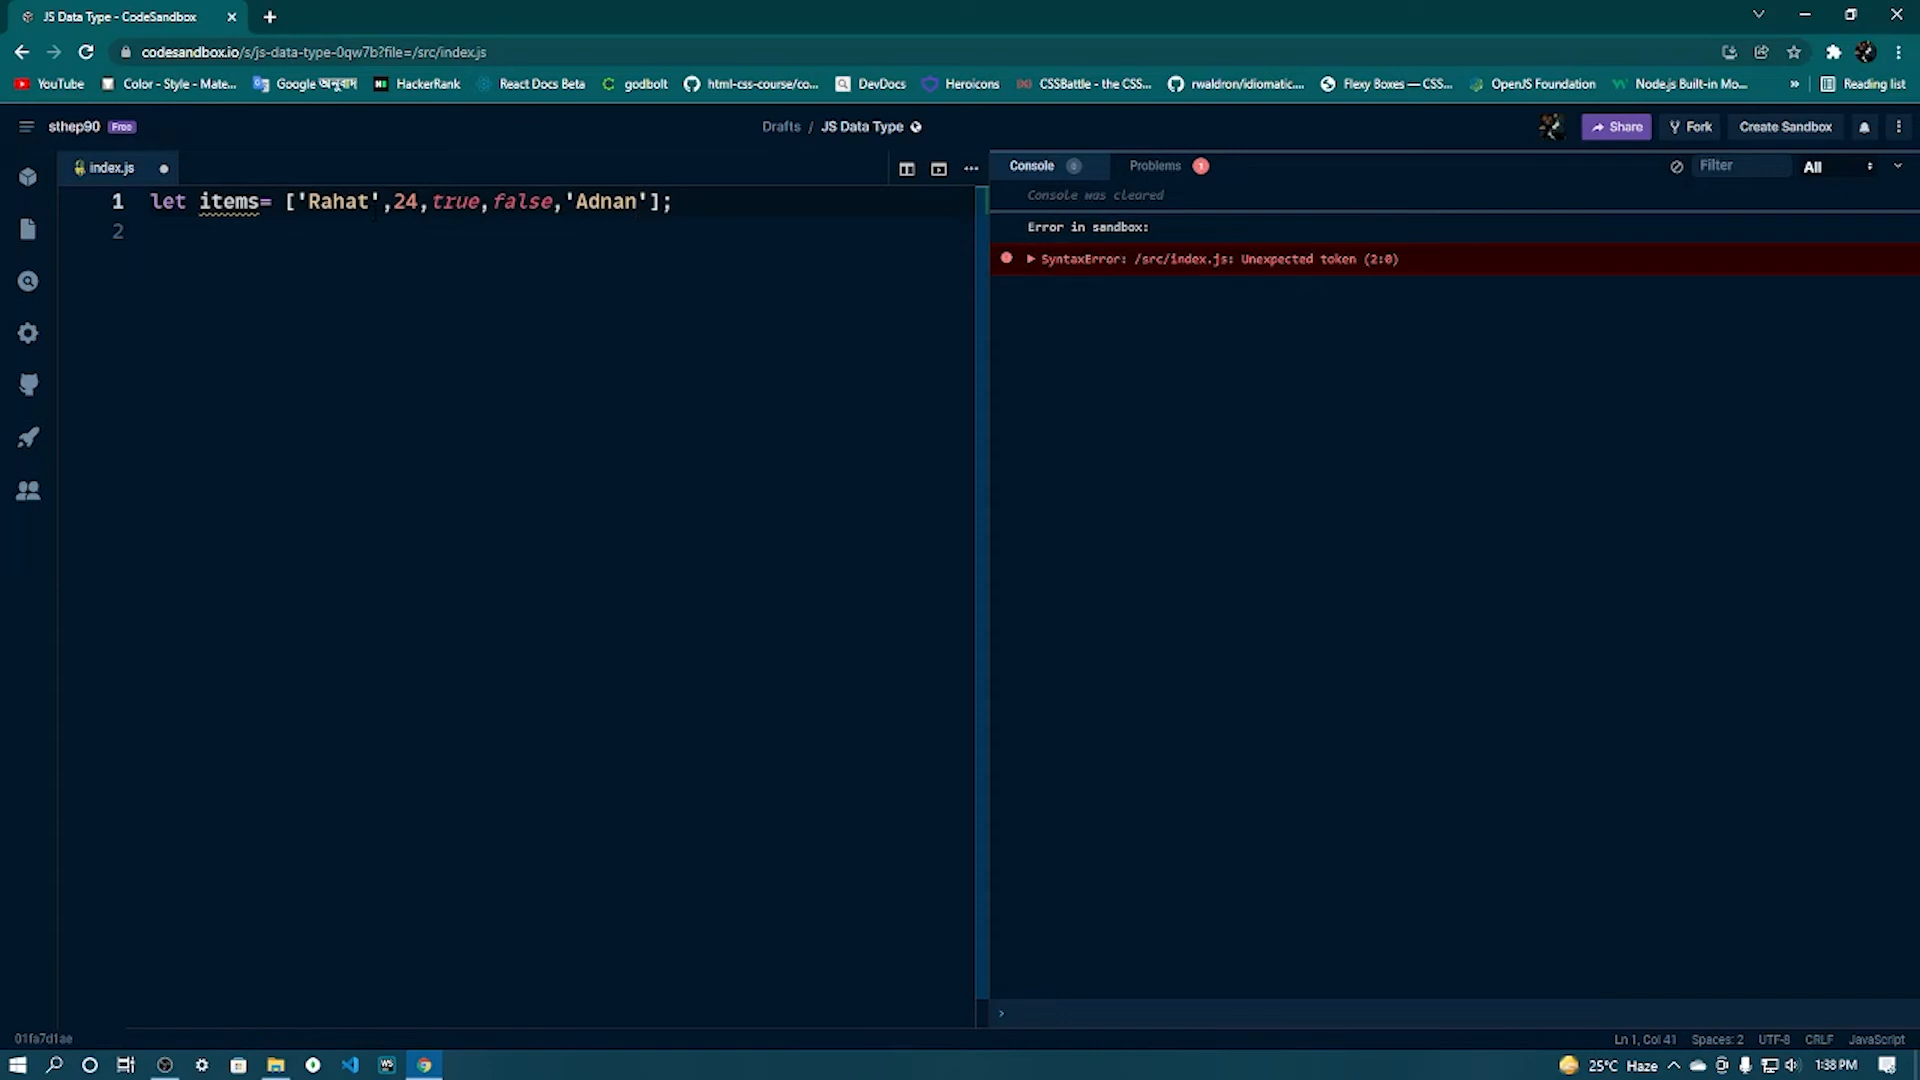 JS Data Type - CodeSandbox
codesandbox.io/s/js-data-type-0qw7b?file=/src/index.js
YouTube Color - Style - Mate... Google অনুবাদ HackerRank React Docs Beta godbolt html-css-course/co... DevDocs Heroicons CSSBattle - the CSS... rwaldron/idiomatic.... Flexy Boxes — CSS... OpenJS Foundation Node.js Built-in Mo... » Reading list
sthep90 Free Drafts / JS Data Type Share Fork Create Sandbox
index.js Console 0 Problems 1 Filter All
1 let items= ['Rahat',24,true,false,'Adnan'];
2
Console was cleared
Error in sandbox:
SyntaxError: /src/index.js: Unexpected token (2:0)
01fa7d1ae Ln 1, Col 41 Spaces: 2 UTF-8 CRLF JavaScript
25°C Haze 1:38 PM